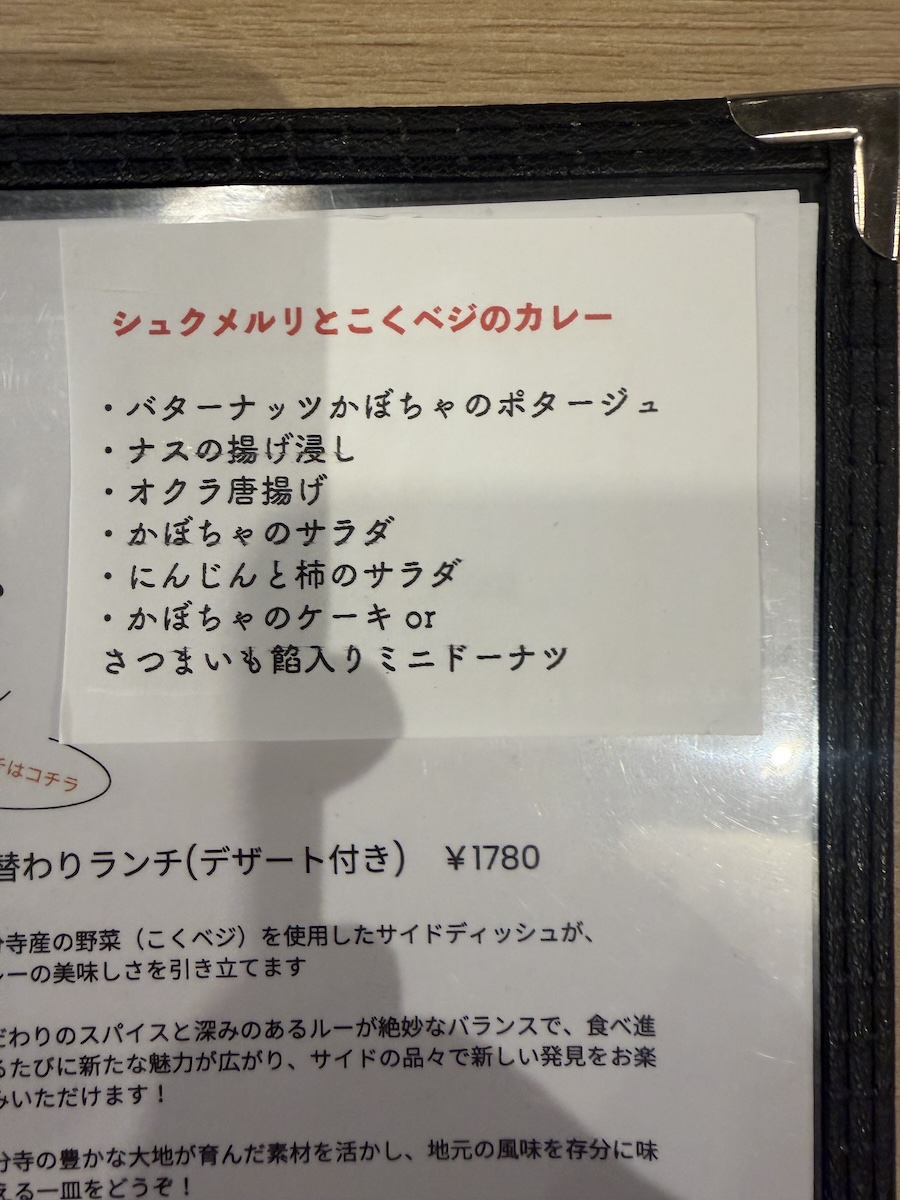 シュクメルリとこくベジのカレー
・バターナッツかぼちゃのポタージュ
・ナスの揚げ浸し
・オクラ唐揚げ
・かぼちゃのサラダ
・にんじんと柿のサラダ
・かぼちゃのケーキ or
さつまいも餡入りミニドーナツ
はコチラ
替わりランチ(デザート付き) ¥1780
分寺産の野菜（こくベジ）を使用したサイドディッシュが、
レーの美味しさを引き立てます
だわりのスパイスと深みのあるルーが絶妙なバランスで、食べ進
るたびに新たな魅力が広がり、サイドの品々で新しい発見をお楽
みいただけます！
分寺の豊かな大地が育んだ素材を活かし、地元の風味を存分に味
える一皿をどうぞ！